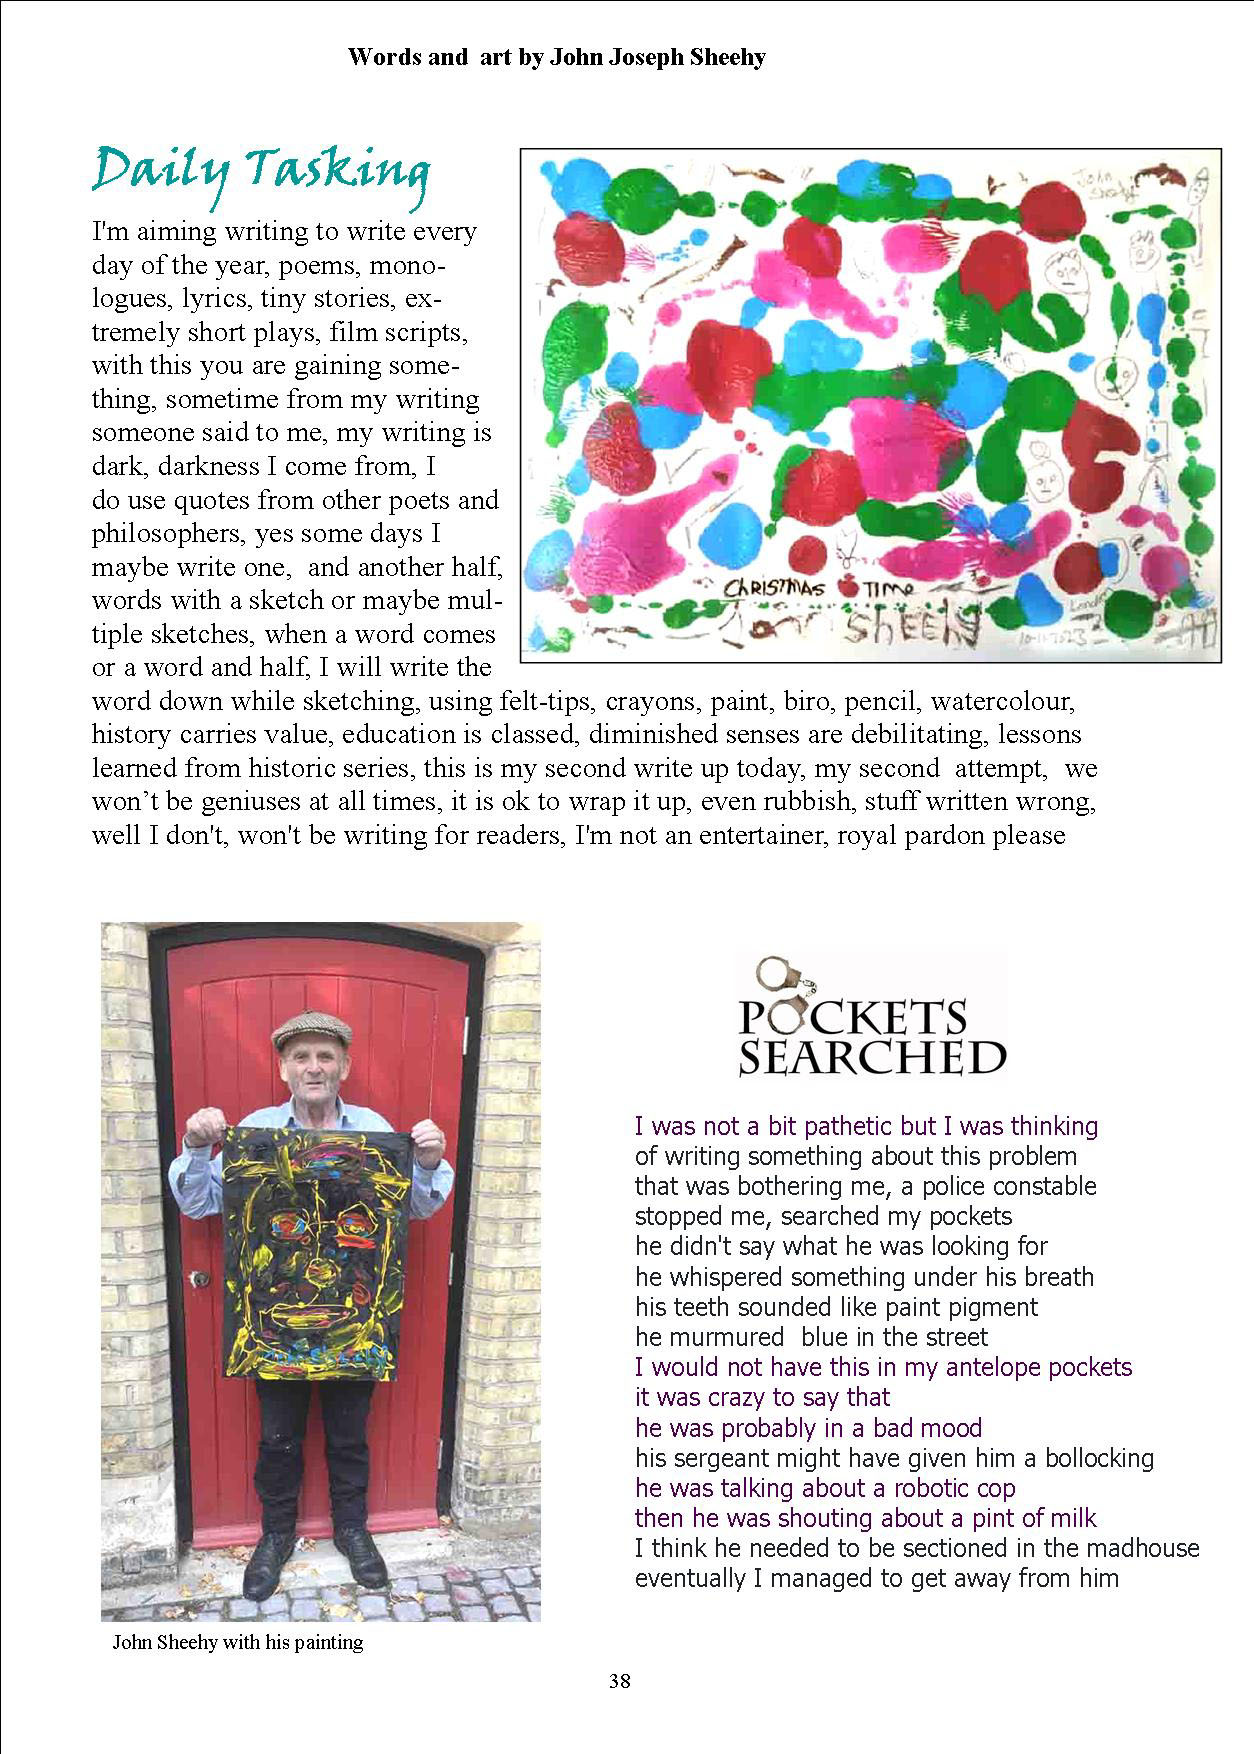 Words and art by John Joseph Sheehy
Daily Tasking
I'm aiming writing to write every
day of the year, poems, mono-
logues, lyrics, tiny stories, ex-
tremely short plays, film scripts,
with this you are gaining some-
thing, sometime from my writing
someone said to me, my writing is
dark, darkness I come from, I
do use quotes from other poets and
philosophers, yes some days I
maybe write one, and another half,
words with a sketch or maybe mul-
tiple sketches, when a word comes
or a word and half, I will write the
word down while sketching, using felt-tips, crayons, paint, biro, pencil, watercolour,
history carries value, education is classed, diminished senses are debilitating, lessons
learned from historic series, this is my second write up today, my second attempt, we
won’t be geniuses at all times, it is ok to wrap it up, even rubbish, stuff written wrong,
well I don't, won't be writing for readers, I'm not an entertainer, royal pardon please
John
Sheehy
CHRISTMAS TIME
John Sheehy
London
10-11-2023
John Sheehy with his painting
POCKETS
SEARCHED
I was not a bit pathetic but I was thinking
of writing something about this problem
that was bothering me, a police constable
stopped me, searched my pockets
he didn't say what he was looking for
he whispered something under his breath
his teeth sounded like paint pigment
he murmured blue in the street
I would not have this in my antelope pockets
it was crazy to say that
he was probably in a bad mood
his sergeant might have given him a bollocking
he was talking about a robotic cop
then he was shouting about a pint of milk
I think he needed to be sectioned in the madhouse
eventually I managed to get away from him
38